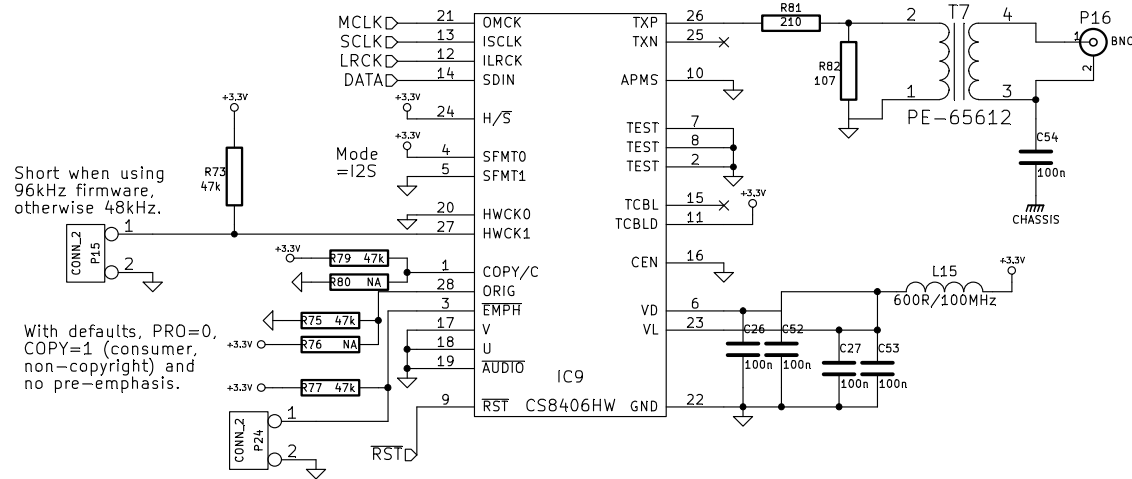 MCLK
SCLK
LRCK
DATA
21
13
12
14
OMCK
ISCLK
ILRCK
SDIN
+3.3V
24
H/S
+3.3V
Mode
=I2S
4
5
SFMT0
SFMT1
20
27
HWCK0
HWCK1
+3.3V
R73
47k
Short when using
96kHz firmware,
otherwise 48kHz.
CONN_2
P15
1
2
+3.3V
R79 47k
R80 NA
1
28
3
COPY/C
ORIG
EMPH
R75 47k
+3.3V
R76 NA
With defaults, PRO=0,
COPY=1 (consumer,
non-copyright) and
no pre-emphasis.
17
18
19
V
U
AUDIO
+3.3V
R77 47k
CONN_2
P24
1
2
9
RST
RST
IC9
CS8406HW
TXP
TXN
26
25
R81
210
R82
107
APMS
10
TEST
TEST
TEST
7
8
2
TCBL
TCBLD
15
11
+3.3V
CEN
16
VD
VL
6
23
GND
22
C26
100n
C52
100n
C27
100n
C53
100n
L15
600R/100MHz
+3.3V
T7
2
1
4
3
PE-65612
P16
1
2
BNC
C54
100n
CHASSIS